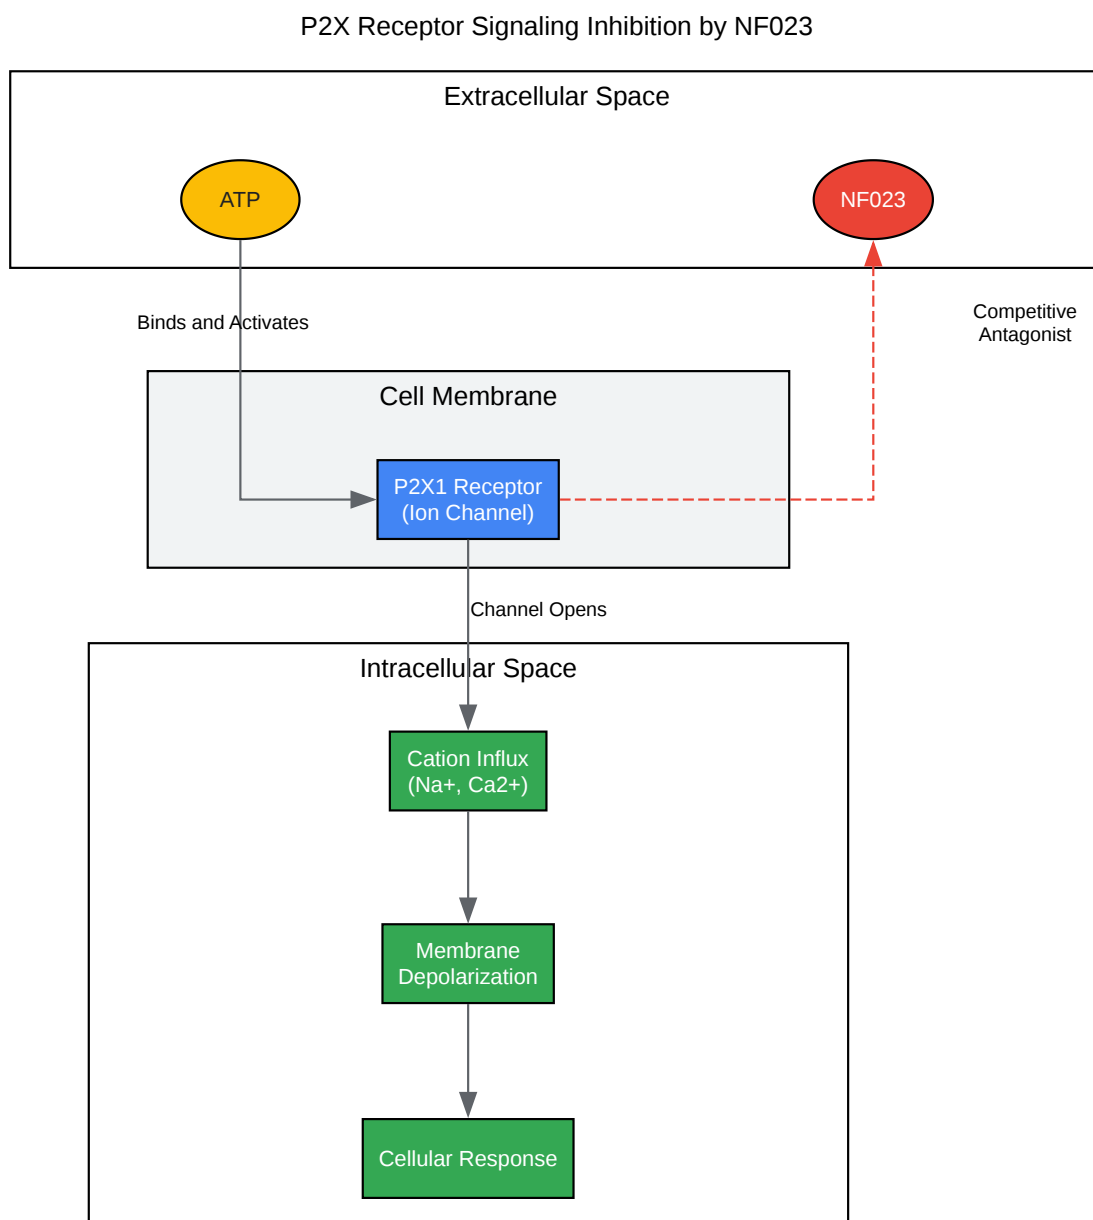 P2X Receptor Signaling Inhibition by NF023
Extracellular Space
ATP
NF023
Binds and Activates
Competitive
Antagonist
Cell Membrane
P2X1 Receptor
(Ion Channel)
Channel Opens
Intracellular Space
Cation Influx
(Na+, Ca2+)
Membrane
Depolarization
Cellular Response